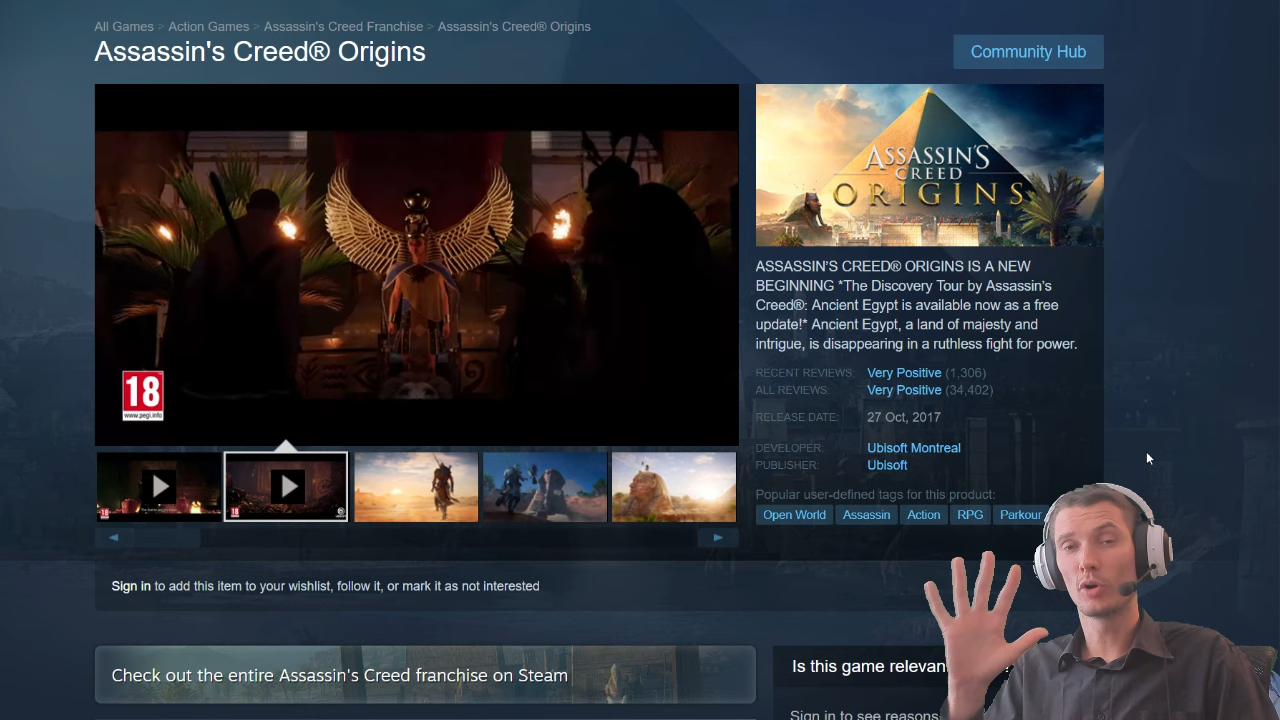 All Games > Action Games > Assassin's Creed Franchise > Assassin's Creed® Origins
Assassin's Creed® Origins
Community Hub
ASSASSIN'S
CREED
ORIGINS
ASSASSIN'S CREED® ORIGINS IS A NEW
BEGINNING *The Discovery Tour by Assassin's
Creed®: Ancient Egypt is available now as a free
update!* Ancient Egypt, a land of majesty and
intrigue, is disappearing in a ruthless fight for power.
RECENT REVIEWS: Very Positive (1,306)
ALL REVIEWS: Very Positive (34,402)
RELEASE DATE: 27 Oct, 2017
DEVELOPER: Ubisoft Montreal
PUBLISHER: Ubisoft
Popular user-defined tags for this product:
Open World Assassin Action RPG Parkour
18
www.pegi.info
18
18
Sign in to add this item to your wishlist, follow it, or mark it as not interested
Check out the entire Assassin's Creed franchise on Steam
Is this game relevan
Sign in to see reasons